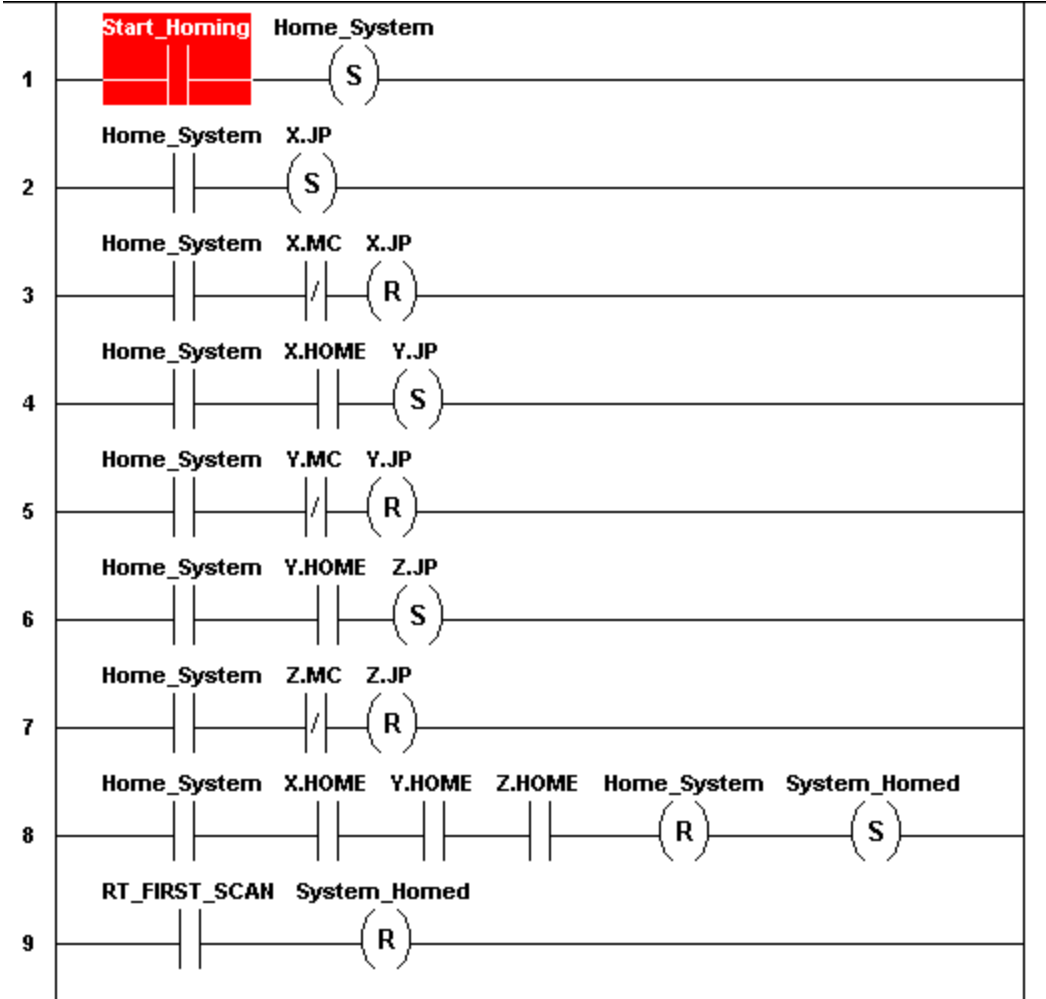 Start_Homing Home_System
1 S
Home_System X.JP
2 S
Home_System X.MC X.JP
3 / R
Home_System X.HOME Y.JP
4 S
Home_System Y.MC Y.JP
5 / R
Home_System Y.HOME Z.JP
6 S
Home_System Z.MC Z.JP
7 / R
Home_System X.HOME Y.HOME Z.HOME Home_System System_Homed
8 R S
RT_FIRST_SCAN System_Homed
9 R